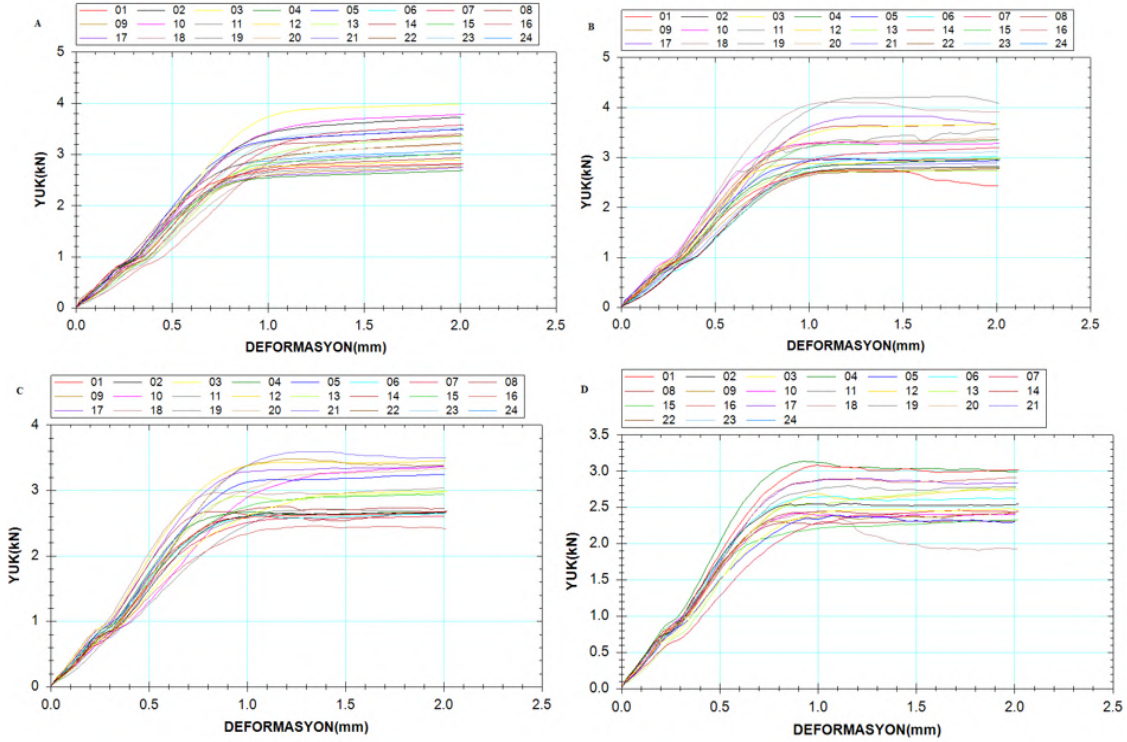 A
01 02 03 04 05 06 07 08
09 10 11 12 13 14 15 16
17 18 19 20 21 22 23 24
5
4
3
2
1
0
YUK(kN)
0.0 0.5 1.0 1.5 2.0 2.5
DEFORMASYON(mm)
B
01 02 03 04 05 06 07 08
09 10 11 12 13 14 15 16
17 18 19 20 21 22 23 24
5
4
3
2
1
0
YUK(kN)
0.0 0.5 1.0 1.5 2.0 2.5
DEFORMASYON(mm)
C
01 02 03 04 05 06 07 08
09 10 11 12 13 14 15 16
17 18 19 20 21 22 23 24
4
3
2
1
0
YUK(kN)
0.0 0.5 1.0 1.5 2.0 2.5
DEFORMASYON(mm)
D
01 02 03 04 05 06 07
08 09 10 11 12 13 14
15 16 17 18 19 20 21
22 23 24
3.5
3.0
2.5
2.0
1.5
1.0
0.5
0.0
YUK(kN)
0.0 0.5 1.0 1.5 2.0 2.5
DEFORMASYON(mm)